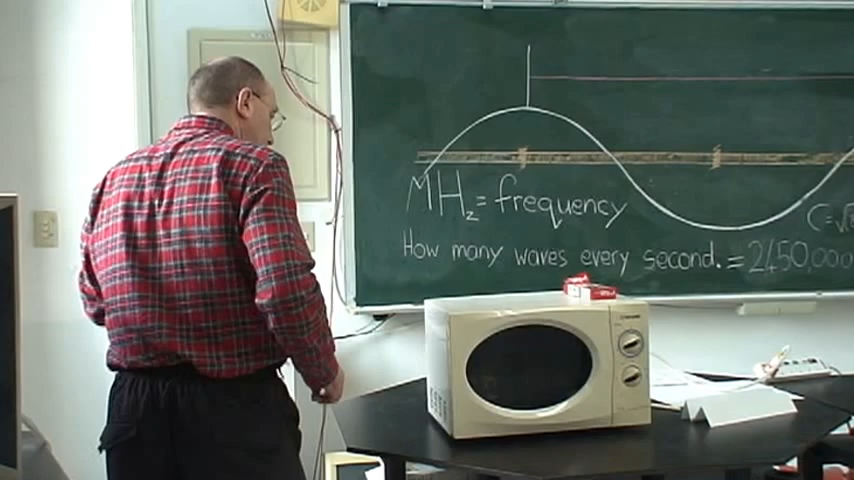 MHz = frequency
C=√
How many waves every second. = 2450,000